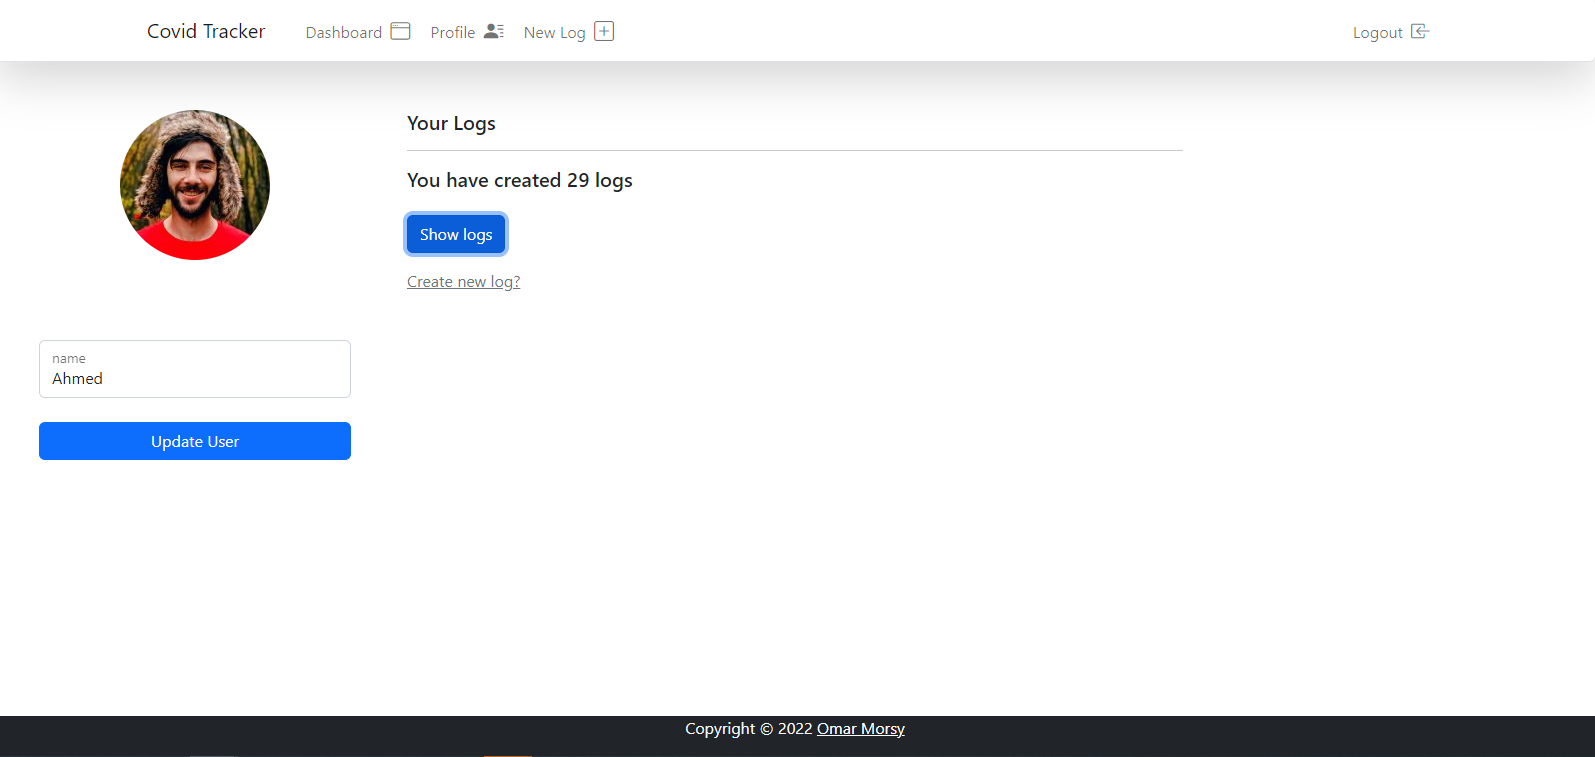 Covid Tracker Dashboard Profile New Log Logout
Your Logs
You have created 29 logs
Show logs
Create new log?
name
Ahmed
Update User
Copyright © 2022 Omar Morsy